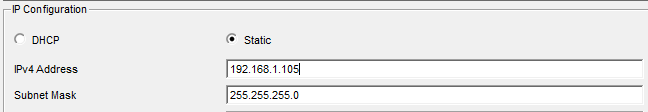 IP Configuration
DHCP
Static
IPv4 Address
192.168.1.105
Subnet Mask
255.255.255.0